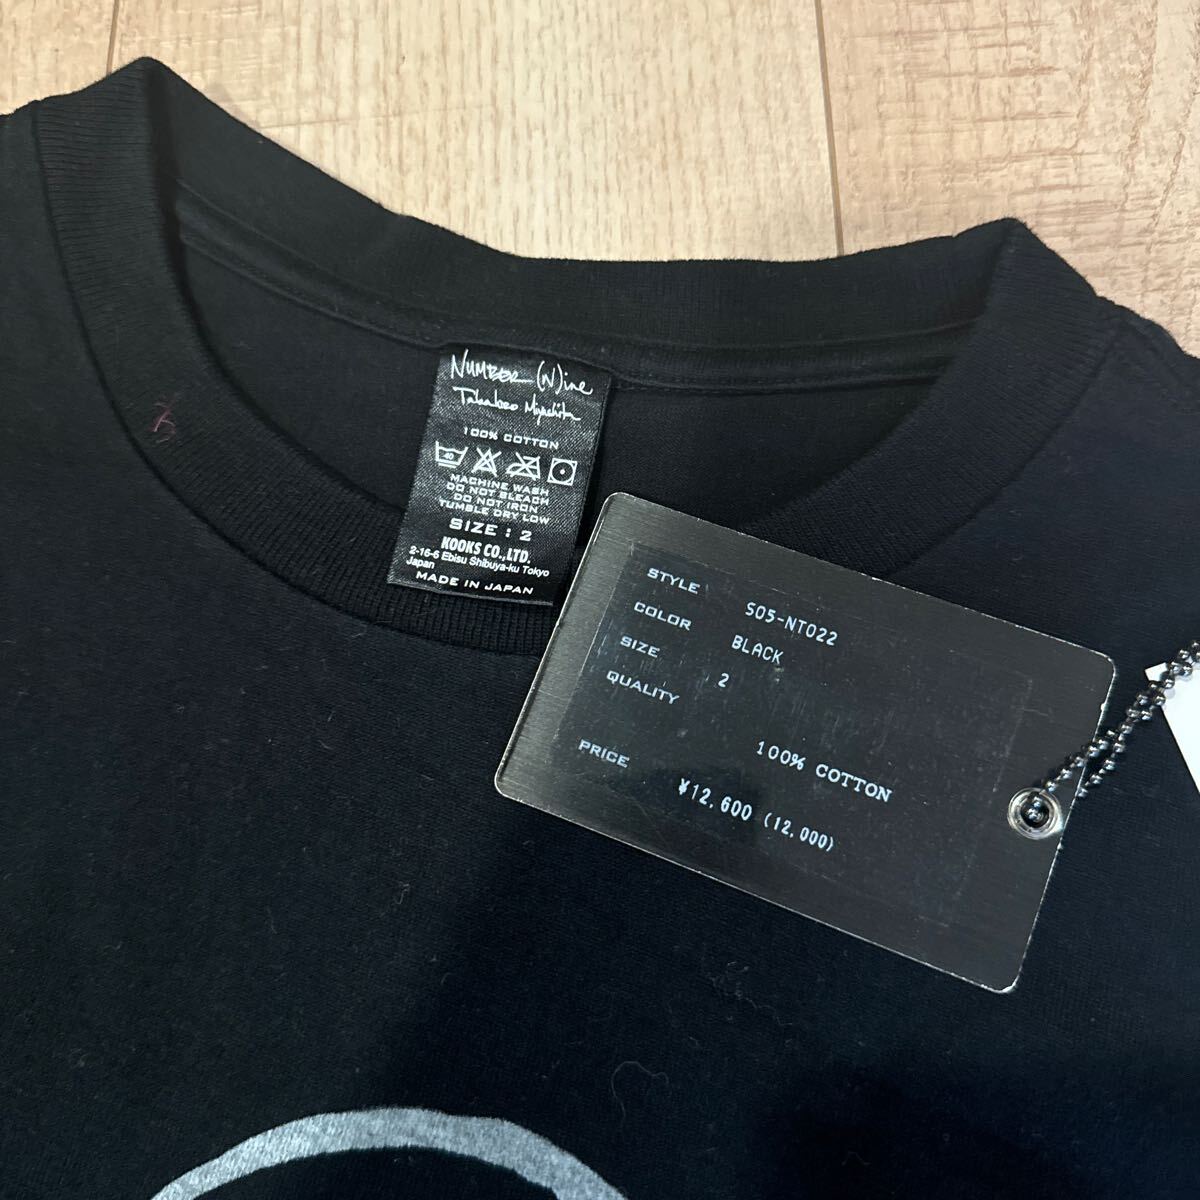 NUMBER (N)ine
Takahiro Miyashita
100% COTTON
40
MACHINE WASH
DO NOT BLEACH
DO NOT IRON
TUMBLE DRY LOW
SIZE : 2
KOOKS CO.,LTD.
2-16-6 Ebisu Shibuya-ku Tokyo
Japan
MADE IN JAPAN
STYLE S05-NT022
COLOR BLACK
SIZE 2
QUALITY
100% COTTON
PRICE ¥12,600 (12,000)